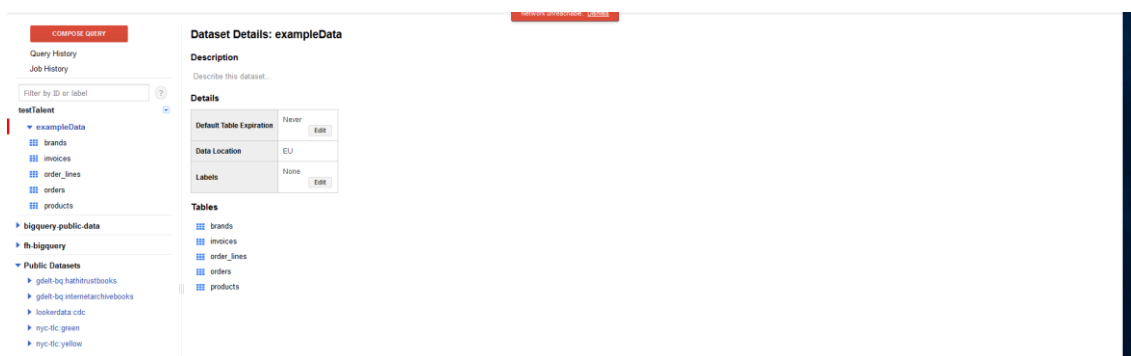 Network unreachable. Dismiss
COMPOSE QUERY
Query History
Job History
Filter by ID or label
?
testTalent
exampleData
brands
invoices
order_lines
orders
products
bigquery-public-data
fh-bigquery
Public Datasets
gdelt-bq:hathitrustbooks
gdelt-bq:internetarchivebooks
lookerdata:cdc
nyc-tlc:green
nyc-tlc:yellow
Dataset Details: exampleData
Description
Describe this dataset...
Details
Default Table Expiration Never
Edit
Data Location EU
Labels None
Edit
Tables
brands
invoices
order_lines
orders
products